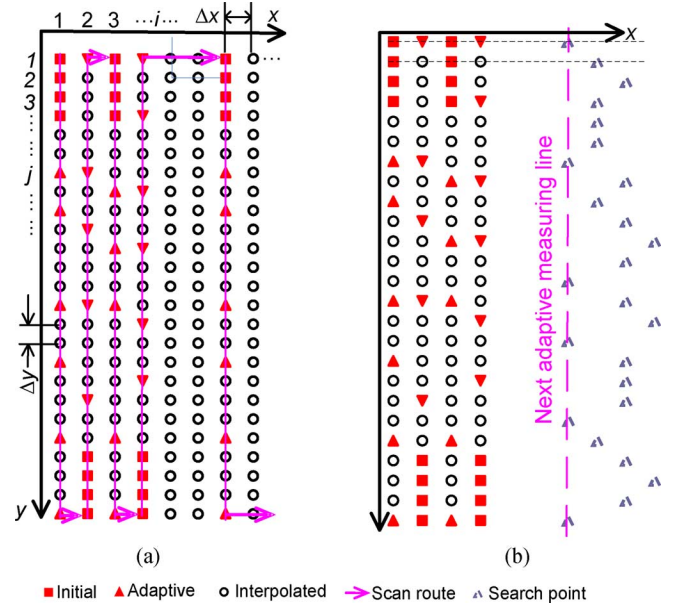 1 2 3 ...i... Δx x
1
2
3
j
Δy
y
...
x
Next adaptive measuring line
(a) (b)
Initial Adaptive Interpolated Scan route Search point